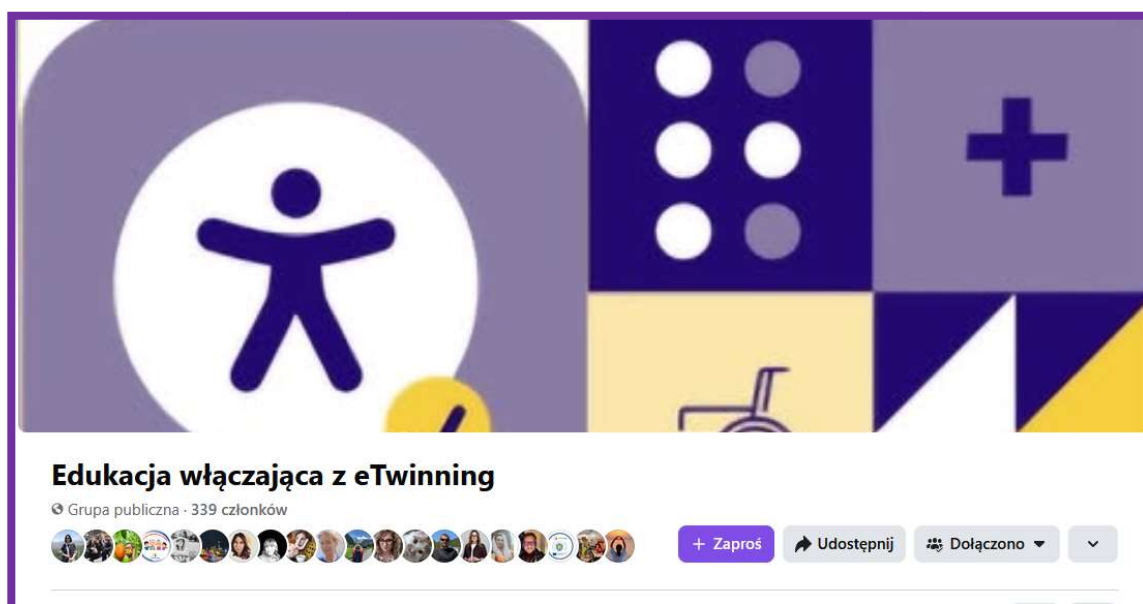 Edukacja włączająca z eTwinning
Grupa publiczna · 339 członków
+ Zaproś
Udostępnij
Dołączono